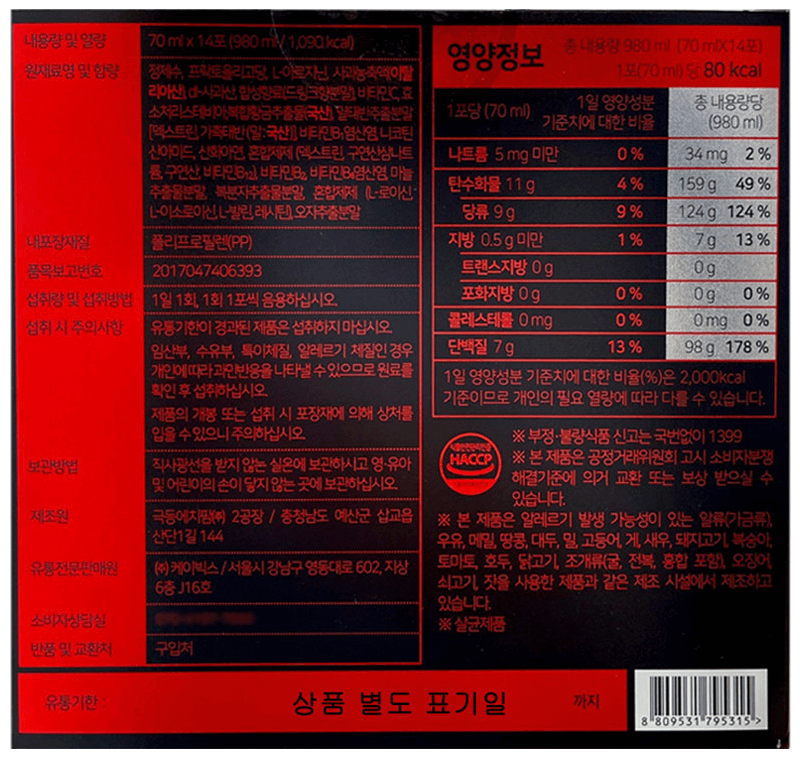 내용량 및 열량
70 ml x 14포 (980 ml / 1,090 kcal)
원재료명 및 함량
정제수, 프락토올리고당, L-아르지닌, 사과농축액(이탈
리아산), dl-사과산, 합성향료(드링크향분말), 비타민C, 효
소처리스테비아, 복합황금추출물(국산), 밀태반추출분말
[덱스트린, 가죽태반(말:국산)], 비타민B₁염산염, 니코틴
산아미드, 산화아연, 혼합제제 (덱스트린, 구연산삼나트
륨, 구연산, 비타민B₁₂), 비타민B₂, 비타민B₆염산염, 마늘
추출물분말, 복분자추출물분말, 혼합제제 (L-로이신,
L-이소로이신, L-발린, 레시틴), 오자추출분말
내포장재질
폴리프로필렌(PP)
품목보고번호
2017047406393
섭취량 및 섭취방법
1일 1회, 1회 1포씩 음용하십시오.
섭취 시 주의사항
유통기한이 경과된 제품은 섭취하지 마십시오.
임산부, 수유부, 특이체질, 알레르기 체질인 경우
개인에 따라 과민반응을 나타낼 수 있으므로 원료를
확인 후 섭취하십시오.
제품의 개봉 또는 섭취 시 포장재에 의해 상처를
입을 수 있으니 주의하십시오.
보관방법
직사광선을 받지 않는 실온에 보관하시고 영·유아
및 어린이의 손이 닿지 않는 곳에 보관하십시오.
제조원
극동에치팜㈜ 2공장 / 충청남도 예산군 삽교읍
산단1길 144
유통전문판매원
㈜ 케이빅스 / 서울시 강남구 영동대로 602, 지상
6층 J16호
소비자상담실
반품 및 교환처
구입처
영양정보
총 내용량 980 ml (70 mlX14포)
1포(70 ml) 당 80 kcal
1포당 (70 ml)
1일 영양성분
기준치에 대한 비율
총 내용량당
(980 ml)
나트륨 5 mg 미만 0 % 34 mg 2 %
탄수화물 11 g 4 % 159 g 49 %
당류 9 g 9 % 124 g 124 %
지방 0.5 g 미만 1 % 7 g 13 %
트랜스지방 0 g 0 g
포화지방 0 g 0 % 0 g 0 %
콜레스테롤 0 mg 0 % 0 mg 0 %
단백질 7 g 13 % 98 g 178 %
1일 영양성분 기준치에 대한 비율(%)은 2,000kcal
기준이므로 개인의 필요 열량에 따라 다를 수 있습니다.
HACCP
※ 부정·불량식품 신고는 국번없이 1399
※ 본 제품은 공정거래위원회 고시 소비자분쟁
해결기준에 의거 교환 또는 보상 받으실 수
있습니다.
※ 본 제품은 알레르기 발생 가능성이 있는 알류(가금류),
우유, 메밀, 땅콩, 대두, 밀, 고등어, 게, 새우, 돼지고기, 복숭아,
토마토, 호두, 닭고기, 조개류(굴, 전복, 홍합 포함), 오징어,
쇠고기, 잣을 사용한 제품과 같은 제조 시설에서 제조하고
있습니다.
※ 살균제품
유통기한 :
상품 별도 표기일
까지
8 809531 795315 >